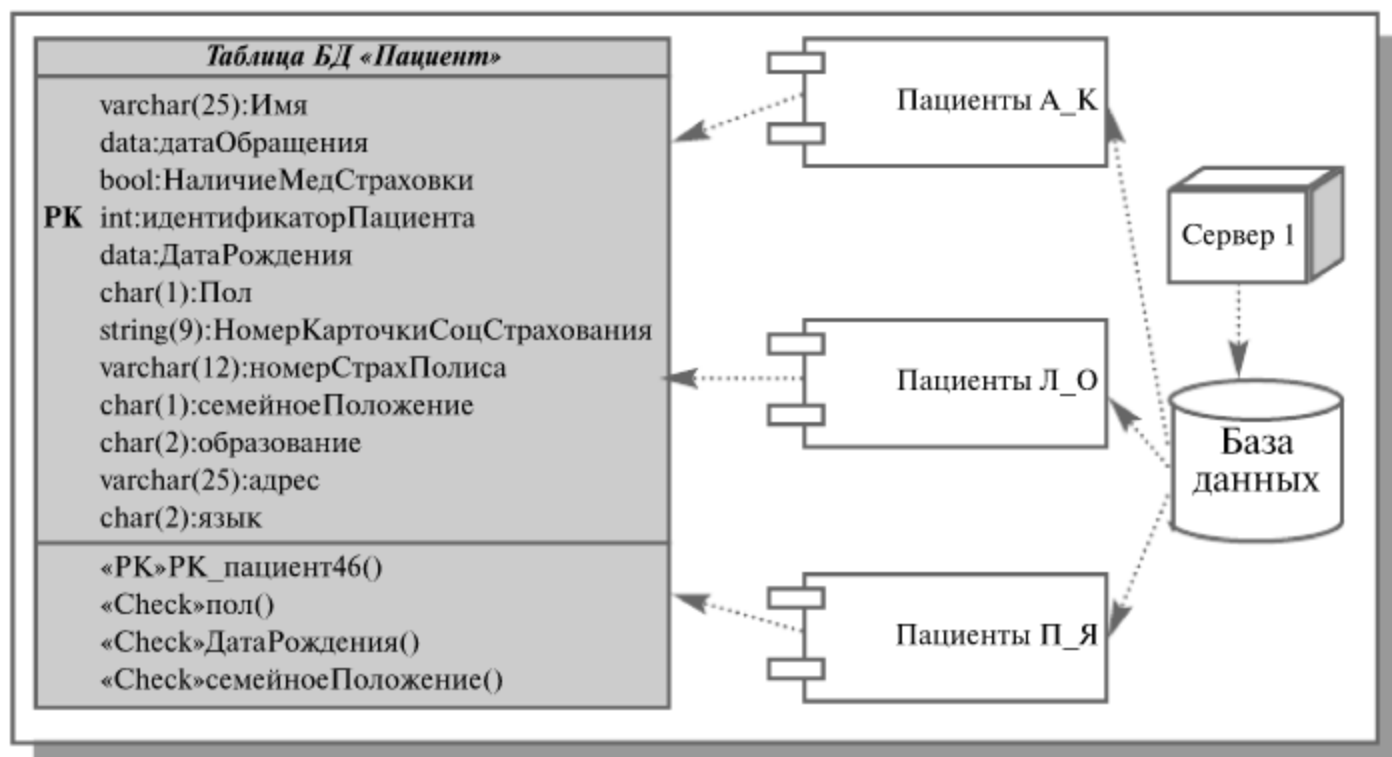 Таблица БД «Пациент»
varchar(25):Имя
data:датаОбращения
bool:НаличиеМедСтраховки
PK int:идентификаторПациента
data:ДатаРождения
char(1):Пол
string(9):НомерКарточкиСоцСтрахования
varchar(12):номерСтрахПолиса
char(1):семейноеПоложение
char(2):образование
varchar(25):адрес
char(2):язык
«PK»PK_пациент46()
«Check»пол()
«Check»ДатаРождения()
«Check»семейноеПоложение()
Пациенты А_К
Пациенты Л_О
Пациенты П_Я
Сервер 1
База
данных